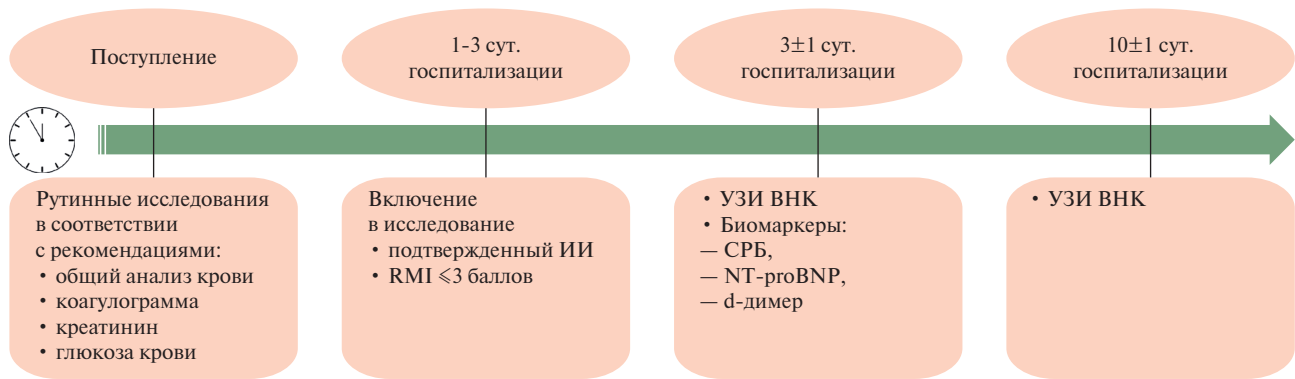 Поступление
1-3 сут.
госпитализации
3±1 сут.
госпитализации
10±1 сут.
госпитализации
Рутинные исследования
в соответствии
с рекомендациями:
• общий анализ крови
• коагулограмма
• креатинин
• глюкоза крови
Включение
в исследование
• подтвержденный ИИ
• RMI ⩽3 баллов
• УЗИ ВНК
• Биомаркеры:
— СРБ,
— NT-proBNP,
— d-димер
• УЗИ ВНК